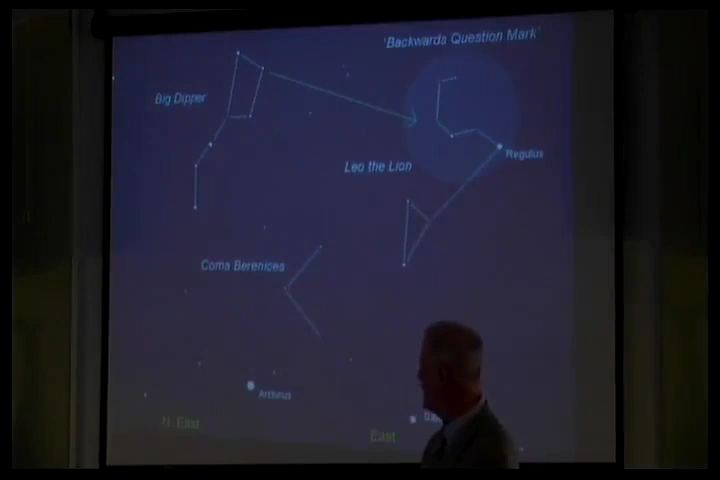 'Backwards Question Mark'
Big Dipper
Regulus
Leo the Lion
Coma Berenices
Arcturus
N. East
East